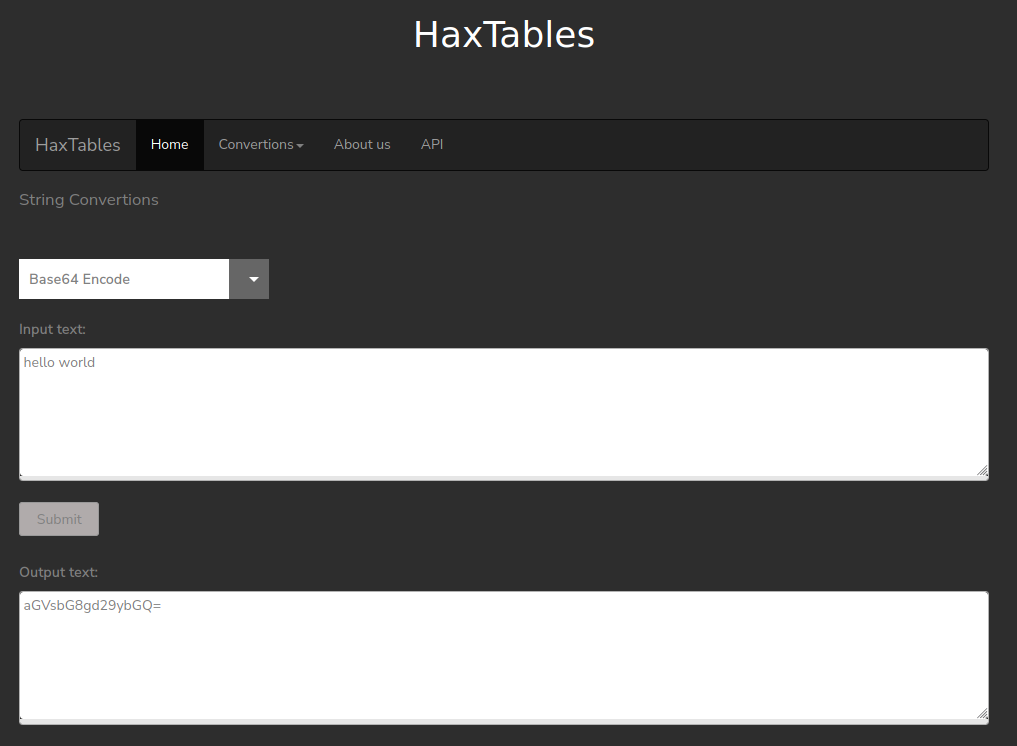 HaxTables
HaxTables Home Convertions About us API
String Convertions
Base64 Encode
Input text:
hello world
Submit
Output text:
aGVsbG8gd29ybGQ=